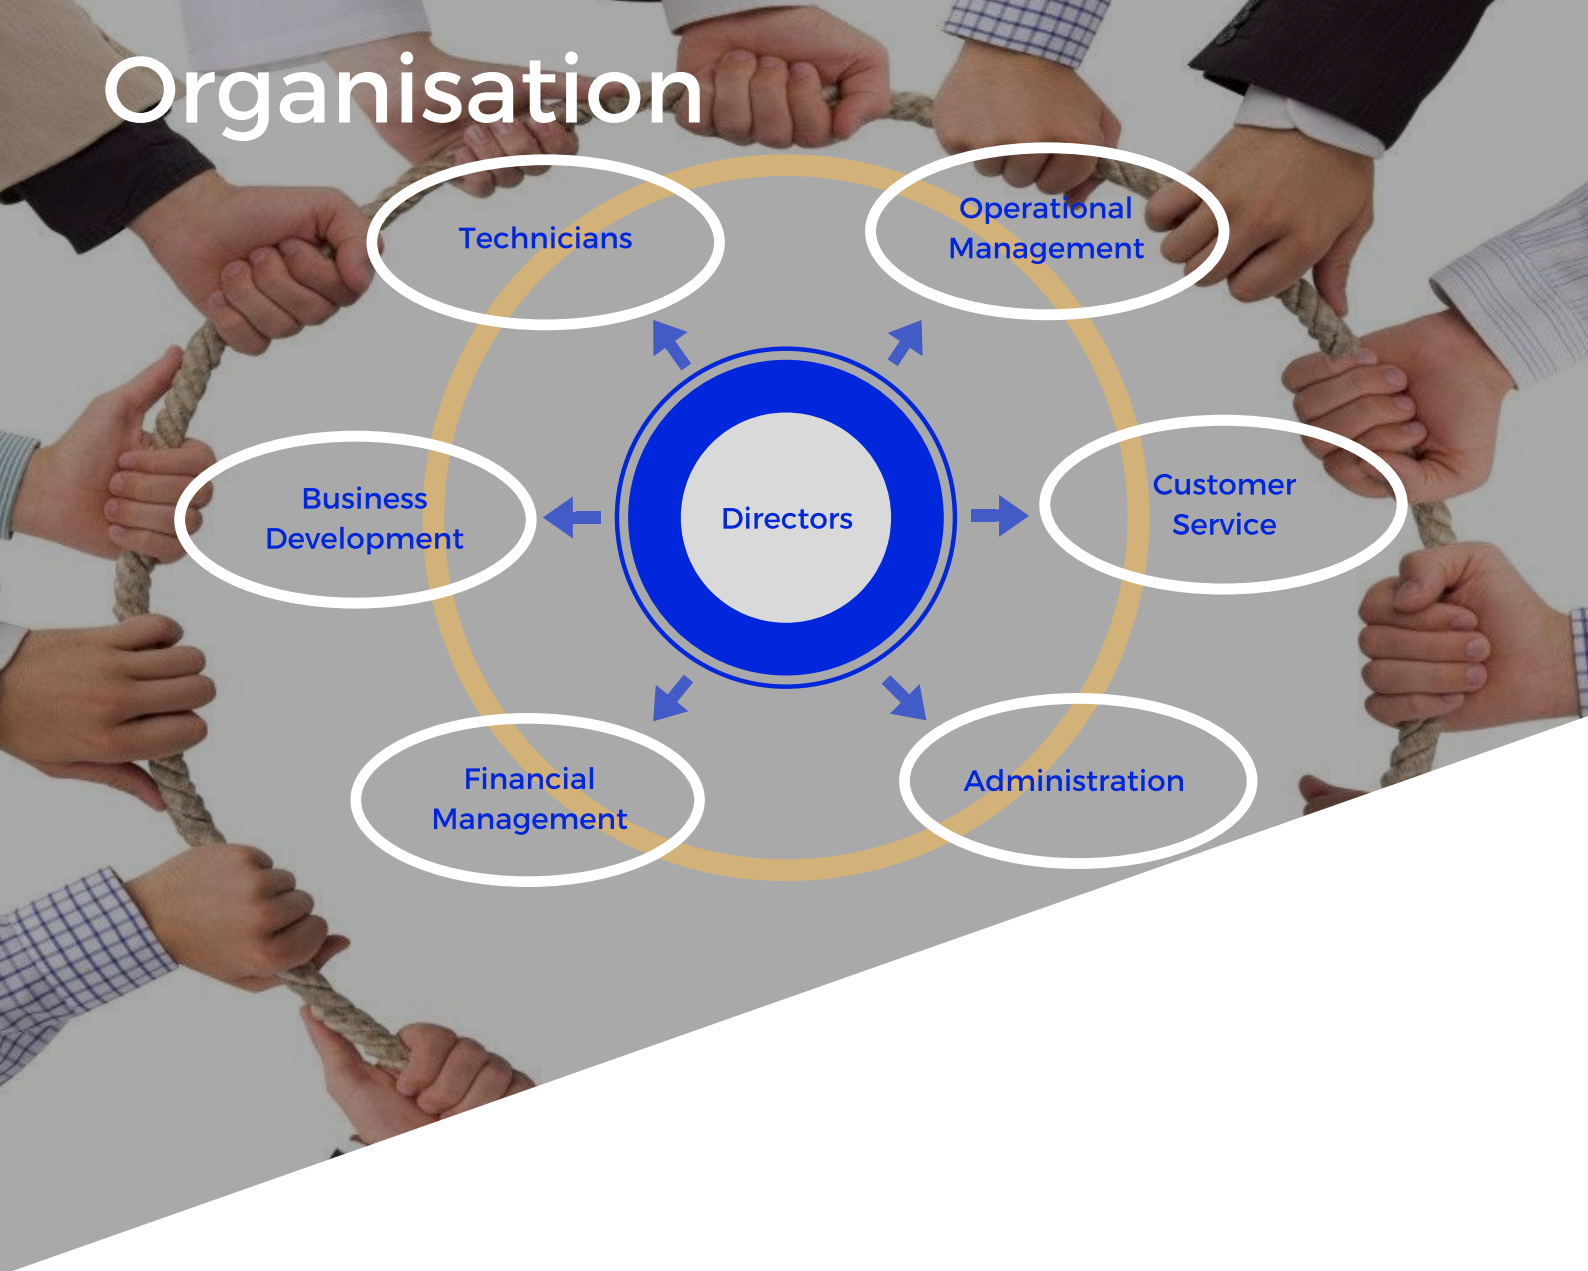 Organisation
Technicians
Operational
Management
Business
Development
Directors
Customer
Service
Financial
Management
Administration